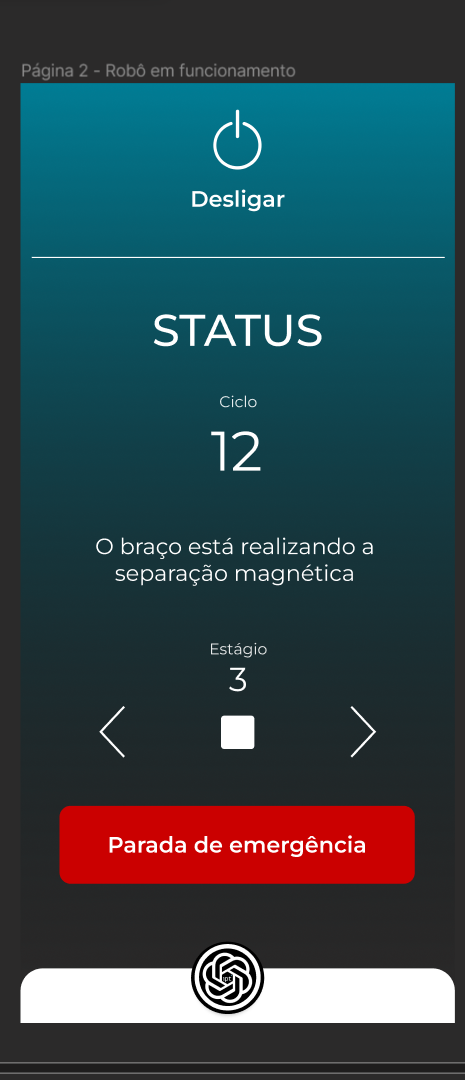 Página 2 - Robô em funcionamento
Desligar
STATUS
Ciclo
12
O braço está realizando a
separação magnética
Estágio
3
Parada de emergência